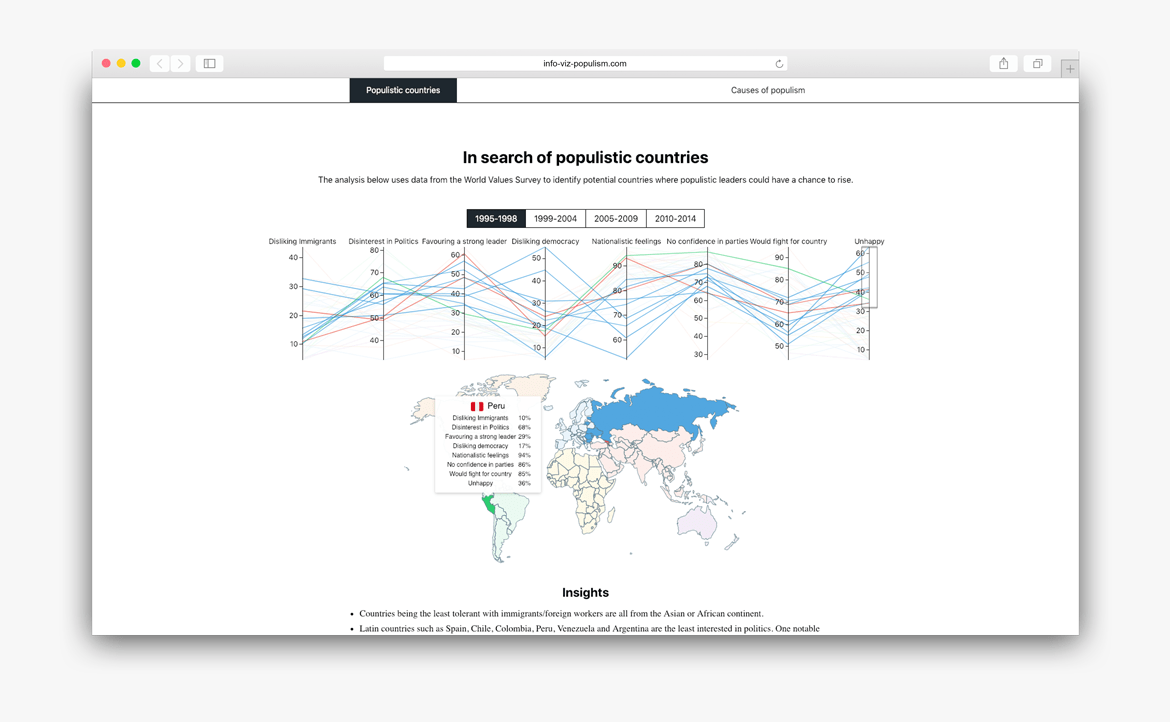 info-viz-populism.com
Populistic countries Causes of populism
In search of populistic countries
The analysis below uses data from the World Values Survey to identify potential countries where populistic leaders could have a chance to rise.
1995-1998 1999-2004 2005-2009 2010-2014
Disliking Immigrants Disinterest in Politics Favouring a strong leader Disliking democracy Nationalistic feelings No confidence in parties Would fight for country Unhappy
40 30 20 10
80 70 60 50 40
60 50 40 30 20 10
50 40 30 20 10
90 80 70 60
80 70 60 50 40 30
90 80 70 60 50
60 50 40 30 20 10
Peru
Disliking Immigrants 10%
Disinterest in Politics 68%
Favouring a strong leader 29%
Disliking democracy 17%
Nationalistic feelings 94%
No confidence in parties 86%
Would fight for country 85%
Unhappy 36%
Insights
• Countries being the least tolerant with immigrants/foreign workers are all from the Asian or African continent.
• Latin countries such as Spain, Chile, Colombia, Peru, Venezuela and Argentina are the least interested in politics. One notable